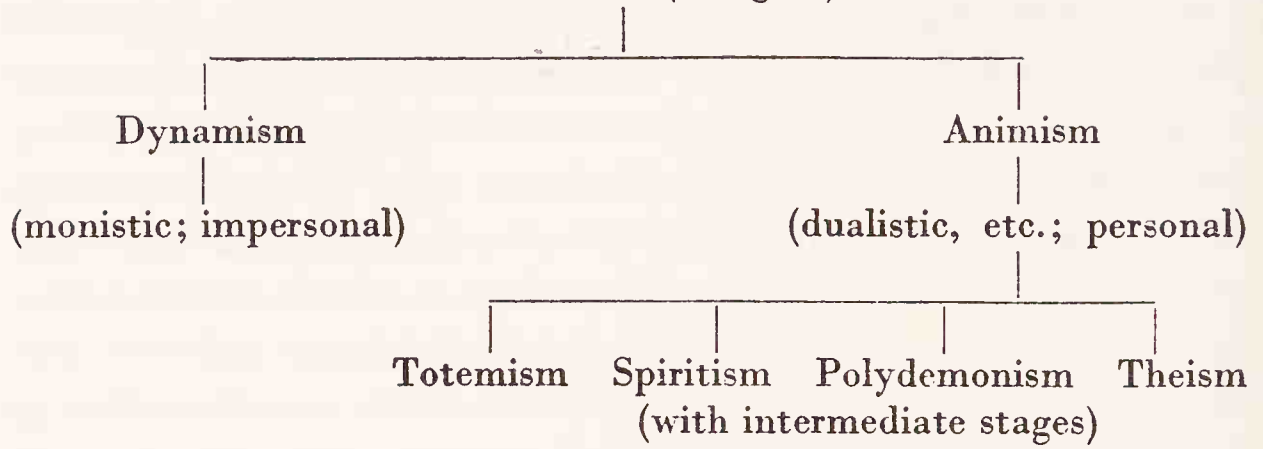 Dynamism Animism
(monistic; impersonal) (dualistic, etc.; personal)
Totemism Spiritism Polydemonism Theism
(with intermediate stages)